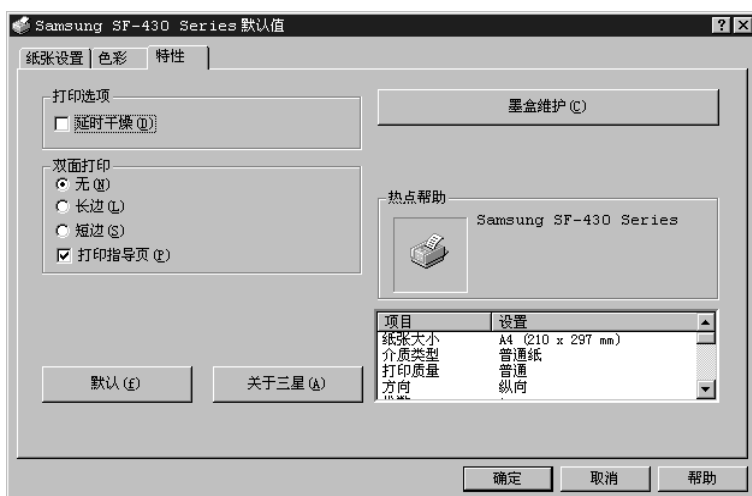 Samsung SF-430 Series 默认值
纸张设置 色彩 特性
打印选项
延时干燥(D)
双面打印
无(N)
长边(L)
短边(S)
打印指导页(P)
默认(E)
关于三星(A)
墨盒维护(C)
热点帮助
Samsung SF-430 Series
项目 设置
纸张大小 A4 (210 x 297 mm)
介质类型 普通纸
打印质量 普通
方向 纵向
确定 取消 帮助